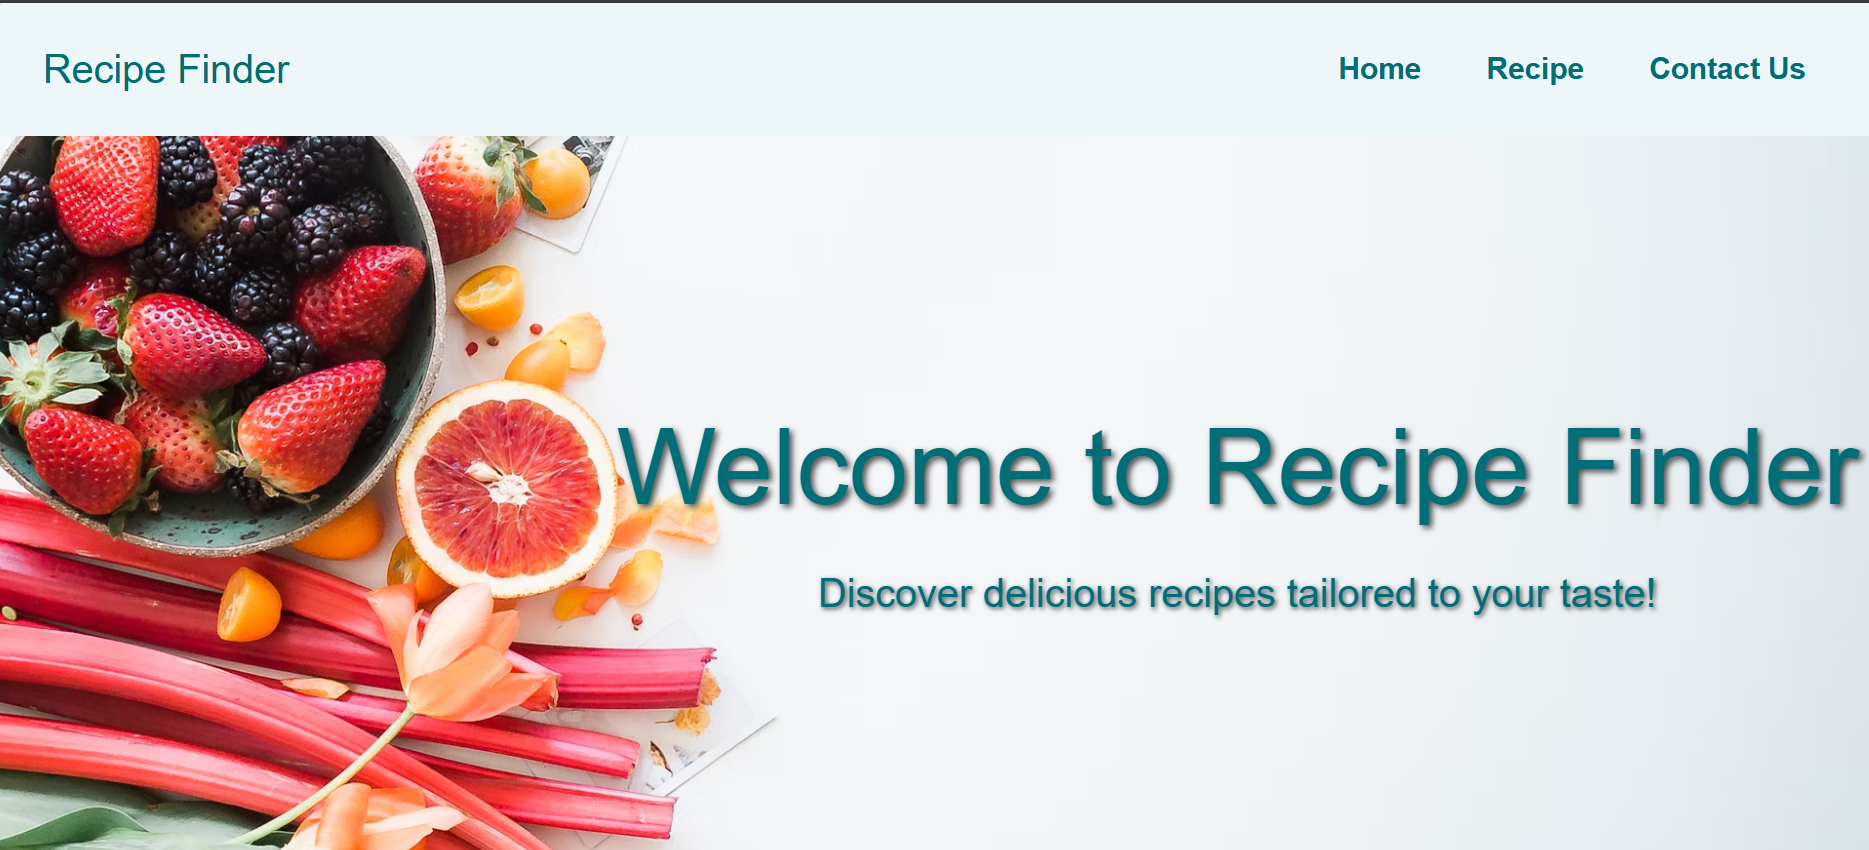 Recipe Finder
Home
Recipe
Contact Us
Welcome to Recipe Finder
Discover delicious recipes tailored to your taste!